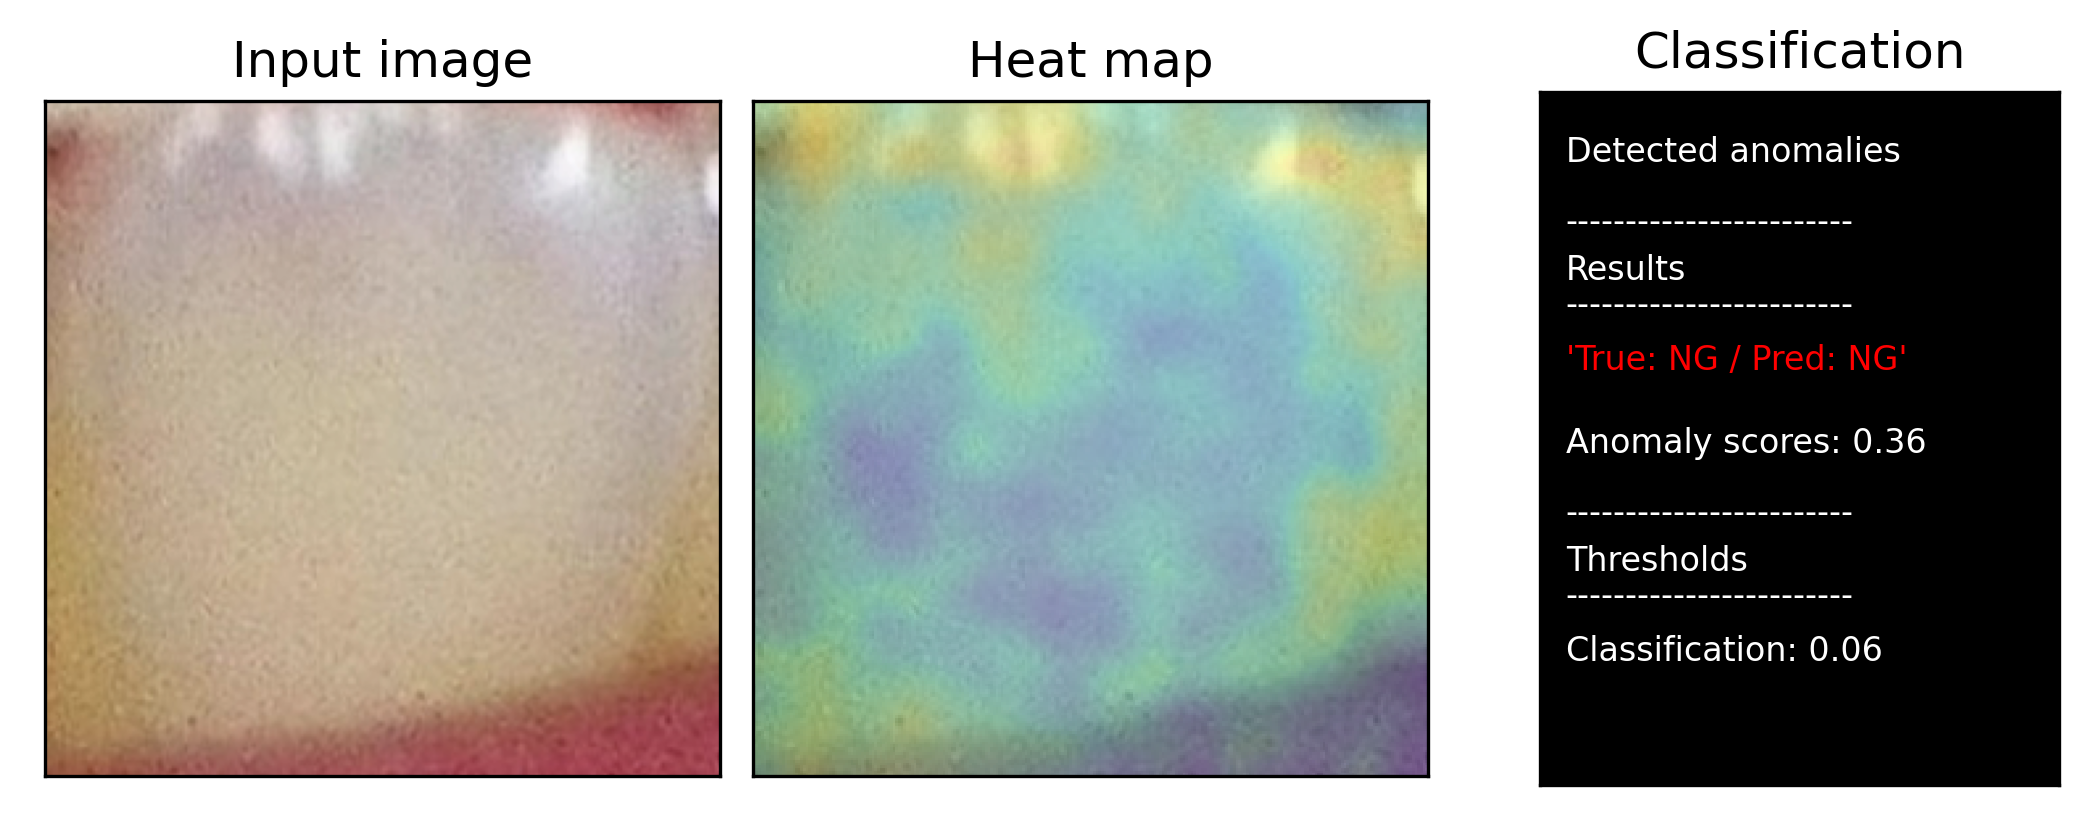 Input image
Heat map
Classification
Detected anomalies
------------------------
Results
------------------------
'True: NG / Pred: NG'
Anomaly scores: 0.36
------------------------
Thresholds
------------------------
Classification: 0.06